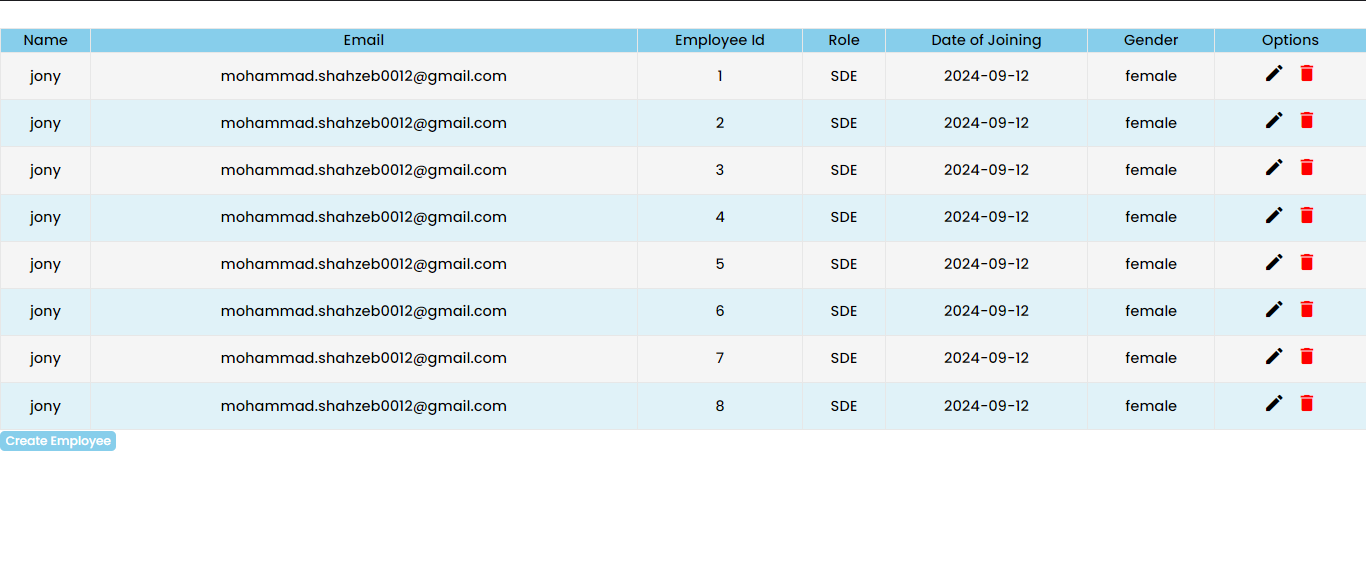 Name Email Employee Id Role Date of Joining Gender Options
jony mohammad.shahzeb0012@gmail.com 1 SDE 2024-09-12 female
jony mohammad.shahzeb0012@gmail.com 2 SDE 2024-09-12 female
jony mohammad.shahzeb0012@gmail.com 3 SDE 2024-09-12 female
jony mohammad.shahzeb0012@gmail.com 4 SDE 2024-09-12 female
jony mohammad.shahzeb0012@gmail.com 5 SDE 2024-09-12 female
jony mohammad.shahzeb0012@gmail.com 6 SDE 2024-09-12 female
jony mohammad.shahzeb0012@gmail.com 7 SDE 2024-09-12 female
jony mohammad.shahzeb0012@gmail.com 8 SDE 2024-09-12 female
Create Employee